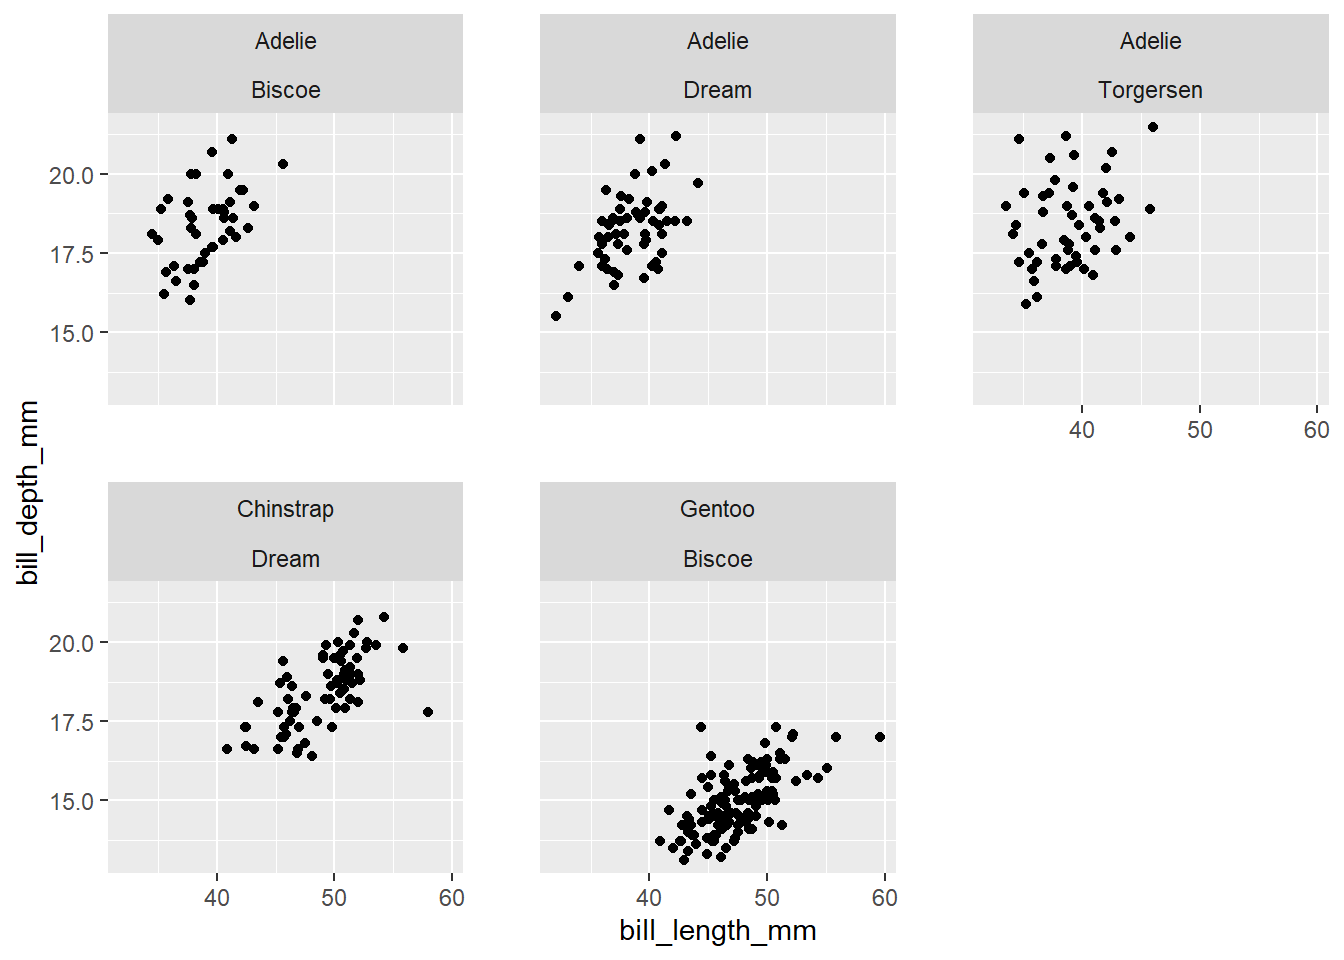 Adelie
Biscoe
Adelie
Dream
Adelie
Torgersen
20.0
17.5
15.0
40
50
60
Chinstrap
Dream
Gentoo
Biscoe
20.0
17.5
15.0
40
50
60
40
50
60
bill_length_mm
bill_depth_mm